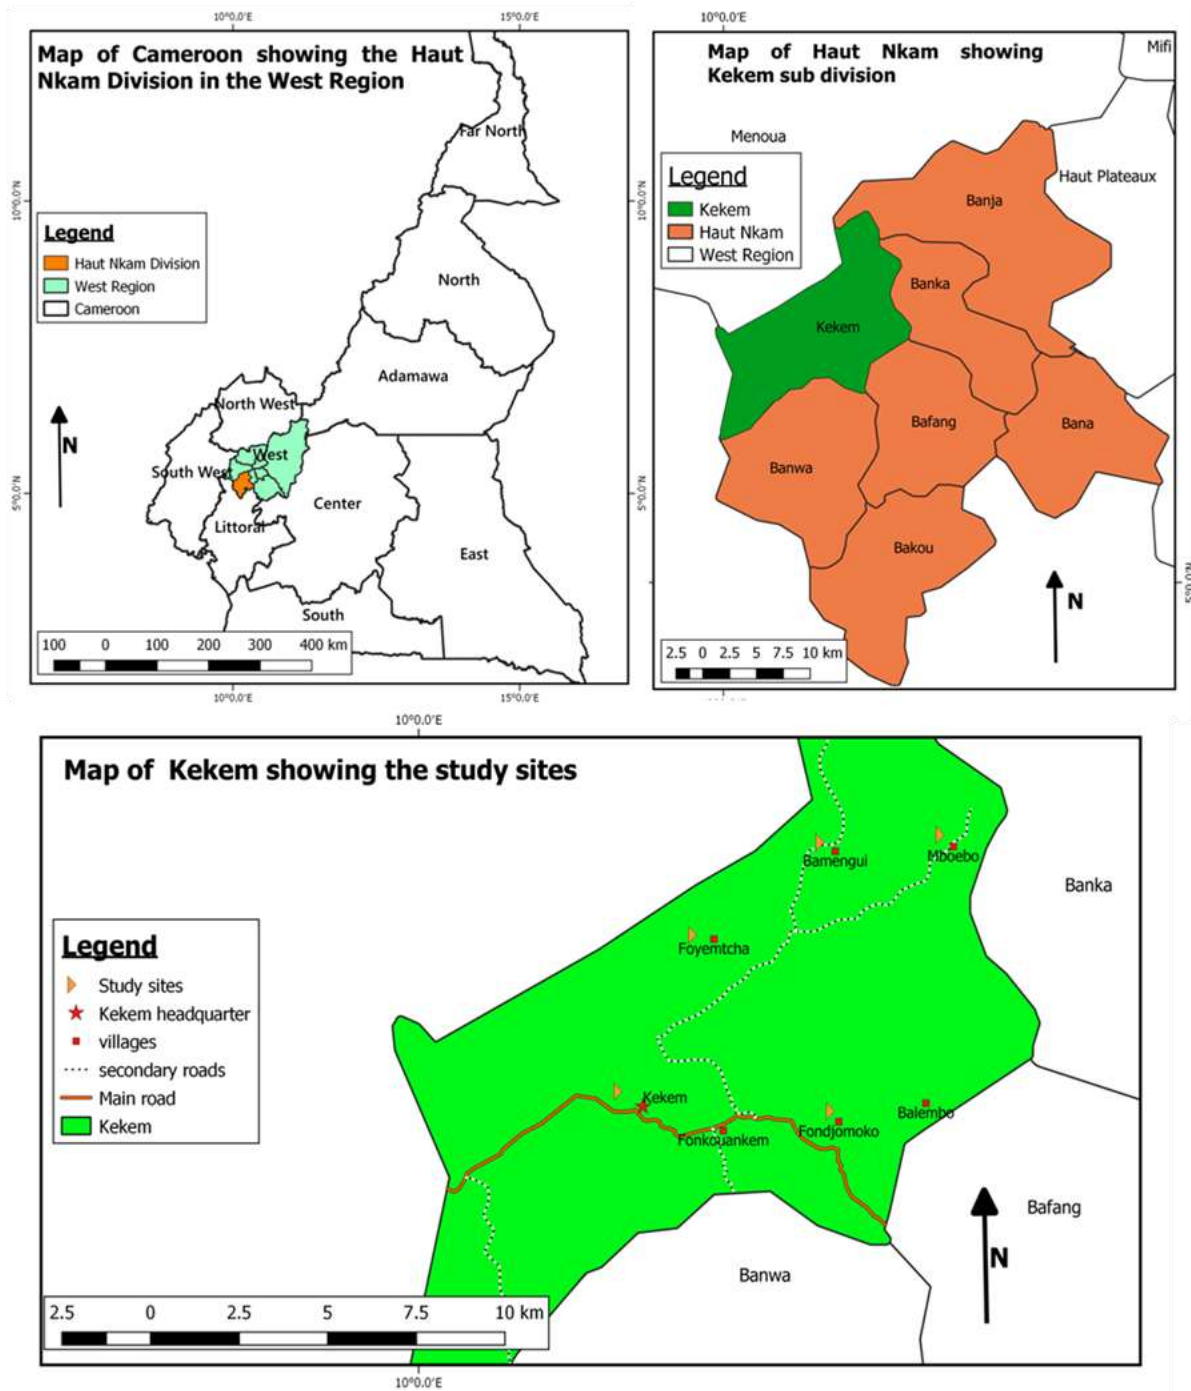 10°0.0'E
15°0.0'E
Map of Cameroon showing the Haut
Nkam Division in the West Region
Far North
10°0.0'N
Legend
Haut Nkam Division
West Region
Cameroon
North
Adamawa
North West
West
South West
N
5°0.0'N
Center
Littoral
East
South
100 0 100 200 300 400 km
10°0.0'E
15°0.0'E
10°0.0'E
Map of Haut Nkam showing
Kekem sub division
Mifi
Menoua
Legend
Kekem
Haut Nkam
West Region
Haut Plateaux
10°0.0'N
Banja
Banka
Kekem
Bafang
Bana
Banwa
5°0.0'N
Bakou
5°0.0'N
N
2.5 0 2.5 5 7.5 10 km
10°0.0'E
10°0.0'E
Map of Kekem showing the study sites
Bamengui
Mboebo
Banka
Foyemtcha
Legend
Study sites
Kekem headquarter
villages
secondary roads
Main road
Kekem
Kekem
Balembo
Fonkouankem
Fondjomoko
Bafang
N
Banwa
2.5 0 2.5 5 7.5 10 km
10°0.0'E